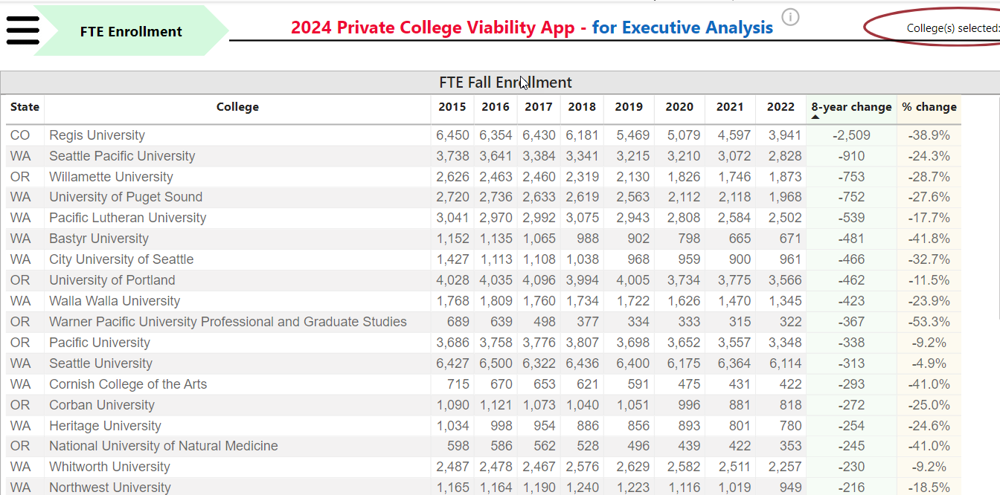 FTE Enrollment
2024 Private College Viability App - for Executive Analysis
College(s) selected:
FTE Fall Enrollment
State College 2015 2016 2017 2018 2019 2020 2021 2022 8-year change % change
CO Regis University 6,450 6,354 6,430 6,181 5,469 5,079 4,597 3,941 -2,509 -38.9%
WA Seattle Pacific University 3,738 3,641 3,384 3,341 3,215 3,210 3,072 2,828 -910 -24.3%
OR Willamette University 2,626 2,463 2,460 2,319 2,130 1,826 1,746 1,873 -753 -28.7%
WA University of Puget Sound 2,720 2,736 2,633 2,619 2,563 2,112 2,118 1,968 -752 -27.6%
WA Pacific Lutheran University 3,041 2,970 2,992 3,075 2,943 2,808 2,584 2,502 -539 -17.7%
WA Bastyr University 1,152 1,135 1,065 988 902 798 665 671 -481 -41.8%
WA City University of Seattle 1,427 1,113 1,108 1,038 968 959 900 961 -466 -32.7%
OR University of Portland 4,028 4,035 4,096 3,994 4,005 3,734 3,775 3,566 -462 -11.5%
WA Walla Walla University 1,768 1,809 1,760 1,734 1,722 1,626 1,470 1,345 -423 -23.9%
OR Warner Pacific University Professional and Graduate Studies 689 639 498 377 334 333 315 322 -367 -53.3%
OR Pacific University 3,686 3,758 3,776 3,807 3,698 3,652 3,557 3,348 -338 -9.2%
WA Seattle University 6,427 6,500 6,322 6,436 6,400 6,175 6,364 6,114 -313 -4.9%
WA Cornish College of the Arts 715 670 653 621 591 475 431 422 -293 -41.0%
OR Corban University 1,090 1,121 1,073 1,040 1,051 996 881 818 -272 -25.0%
WA Heritage University 1,034 998 954 886 856 893 801 780 -254 -24.6%
OR National University of Natural Medicine 598 586 562 528 496 439 422 353 -245 -41.0%
WA Whitworth University 2,487 2,478 2,467 2,576 2,629 2,582 2,511 2,257 -230 -9.2%
WA Northwest University 1,165 1,164 1,190 1,240 1,223 1,116 1,019 949 -216 -18.5%